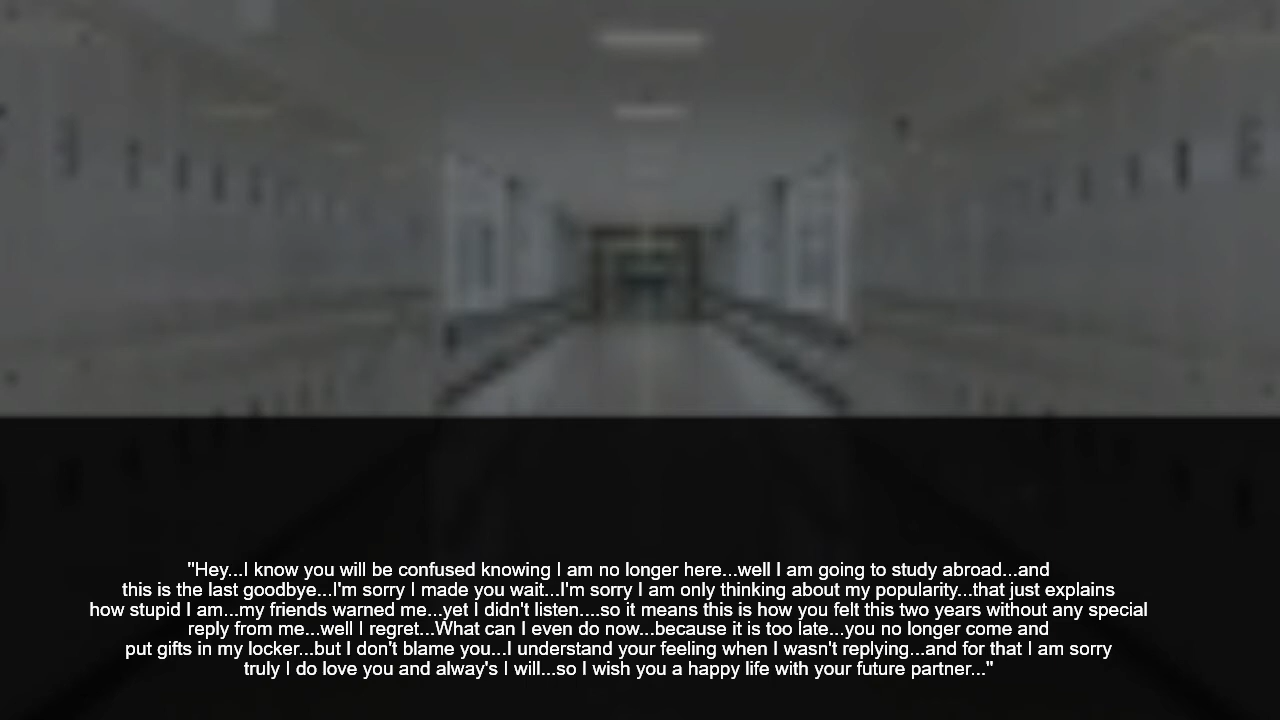 "Hey...I know you will be confused knowing I am no longer here...well I am going to study abroad...and
this is the last goodbye...I'm sorry I made you wait...I'm sorry I am only thinking about my popularity...that just explains
how stupid I am...my friends warned me...yet I didn't listen....so it means this is how you felt this two years without any special
reply from me...well I regret...What can I even do now...because it is too late...you no longer come and
put gifts in my locker...but I don't blame you...I understand your feeling when I wasn't replying...and for that I am sorry
truly I do love you and alway's I will...so I wish you a happy life with your future partner..."